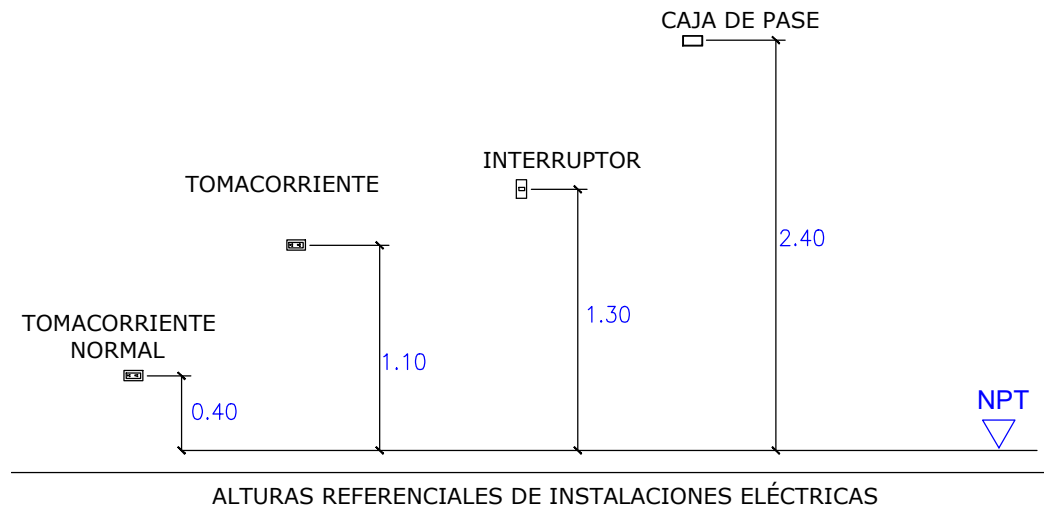 CAJA DE PASE
INTERRUPTOR
TOMACORRIENTE
2.40
1.30
TOMACORRIENTE
NORMAL
1.10
0.40
NPT
ALTURAS REFERENCIALES DE INSTALACIONES ELÉCTRICAS